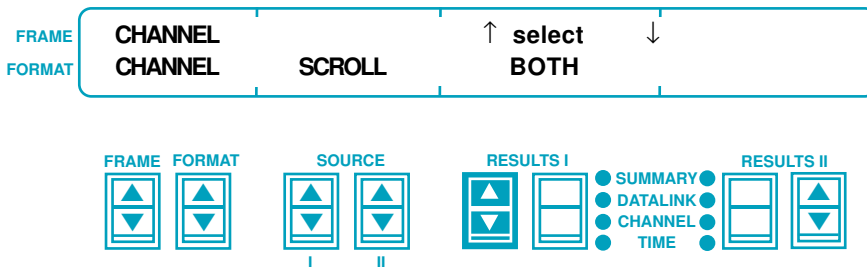 FRAME CHANNEL ↑ select ↓
FORMAT CHANNEL SCROLL BOTH
FRAME FORMAT SOURCE RESULTS I RESULTS II
SUMMARY
DATALINK
CHANNEL
TIME
I II